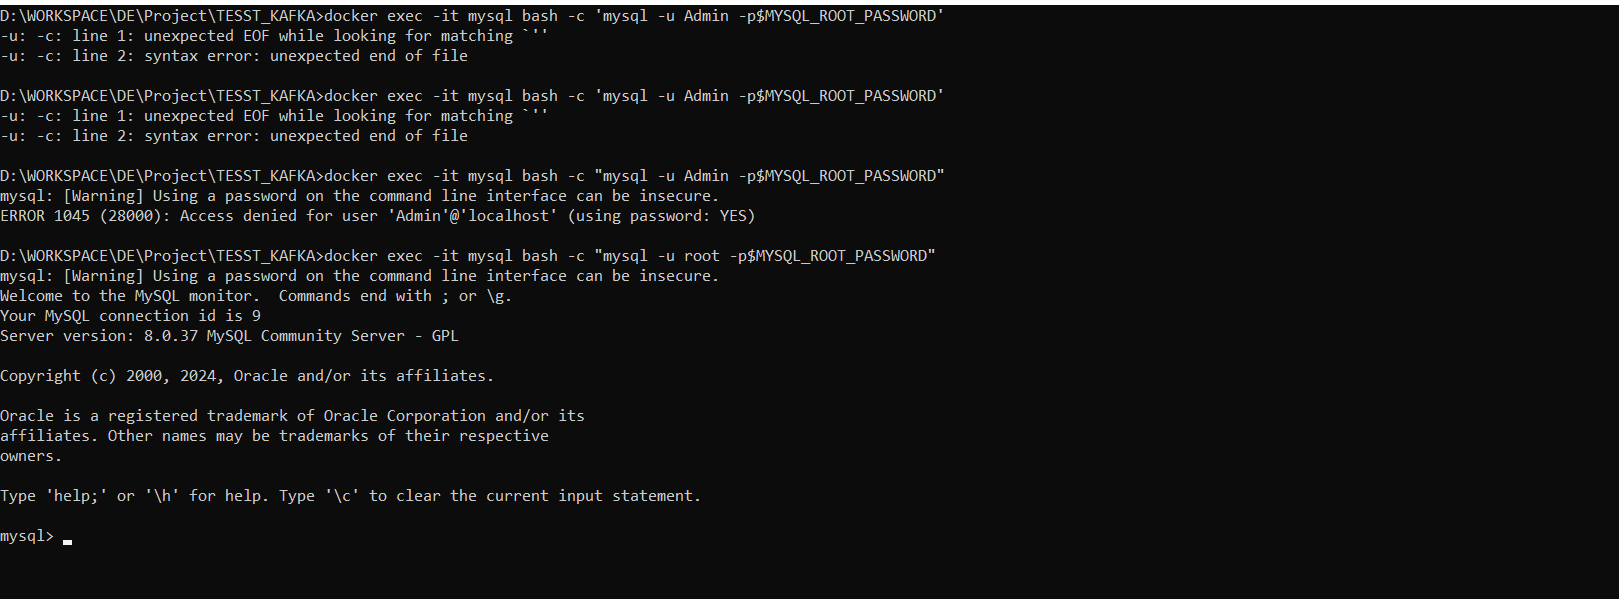 D:\WORKSPACE\DE\Project\TESST_KAFKA>docker exec -it mysql bash -c 'mysql -u Admin -p$MYSQL_ROOT_PASSWORD'
-u: -c: line 1: unexpected EOF while looking for matching `''
-u: -c: line 2: syntax error: unexpected end of file
D:\WORKSPACE\DE\Project\TESST_KAFKA>docker exec -it mysql bash -c 'mysql -u Admin -p$MYSQL_ROOT_PASSWORD'
-u: -c: line 1: unexpected EOF while looking for matching `''
-u: -c: line 2: syntax error: unexpected end of file
D:\WORKSPACE\DE\Project\TESST_KAFKA>docker exec -it mysql bash -c "mysql -u Admin -p$MYSQL_ROOT_PASSWORD"
mysql: [Warning] Using a password on the command line interface can be insecure.
ERROR 1045 (28000): Access denied for user 'Admin'@'localhost' (using password: YES)
D:\WORKSPACE\DE\Project\TESST_KAFKA>docker exec -it mysql bash -c "mysql -u root -p$MYSQL_ROOT_PASSWORD"
mysql: [Warning] Using a password on the command line interface can be insecure.
Welcome to the MySQL monitor.  Commands end with ; or \g.
Your MySQL connection id is 9
Server version: 8.0.37 MySQL Community Server - GPL
Copyright (c) 2000, 2024, Oracle and/or its affiliates.
Oracle is a registered trademark of Oracle Corporation and/or its
affiliates. Other names may be trademarks of their respective
owners.
Type 'help;' or '\h' for help. Type '\c' to clear the current input statement.
mysql>